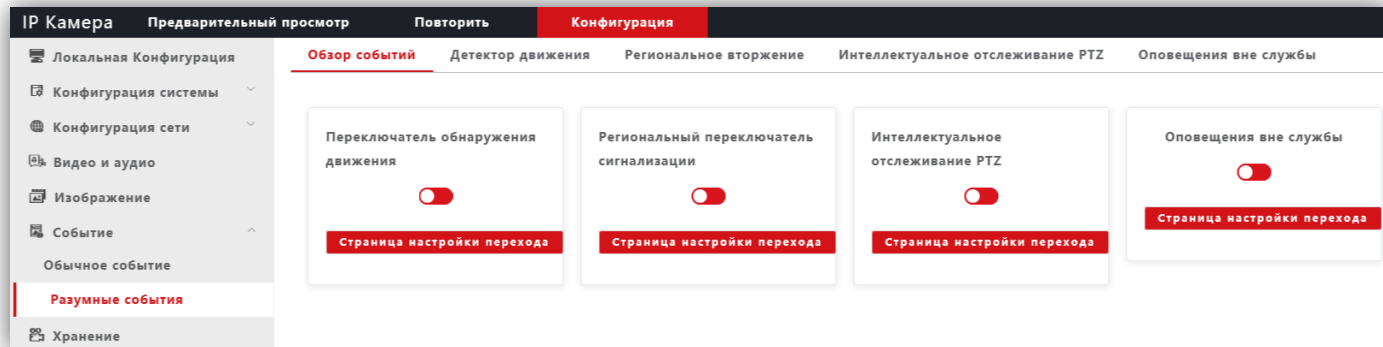 IP Камера Предварительный просмотр Повторить Конфигурация
Локальная Конфигурация
Конфигурация системы
Конфигурация сети
Видео и аудио
Изображение
Событие
Обычное событие
Разумные события
Хранение
Обзор событий Детектор движения Региональное вторжение Интеллектуальное отслеживание PTZ Оповещения вне службы
Переключатель обнаружения
движения
Страница настройки перехода
Региональный переключатель
сигнализации
Страница настройки перехода
Интеллектуальное
отслеживание PTZ
Страница настройки перехода
Оповещения вне службы
Страница настройки перехода